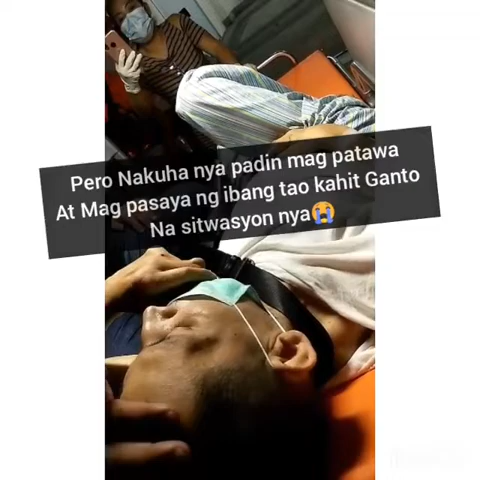 Pero Nakuha nya padin mag patawa
At Mag pasaya ng ibang tao kahit Ganto
Na sitwasyon nya😭